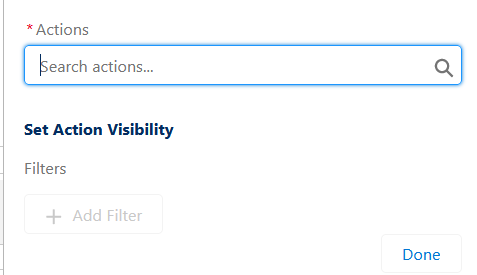 * Actions
Search actions...
Set Action Visibility
Filters
+ Add Filter
Done